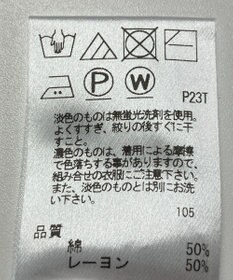 P W
P23T
淡色のものは無蛍光洗剤を使用。
よくすすぎ、絞りの後すぐに干
すこと。
濃色のものは、着用による摩擦
で色落ちする事がありますので、
組み合せの衣服にご注意下さい。
また、淡色のものとは別にお洗
い下さい。
105
品質
綿 50%
レーヨン 50%